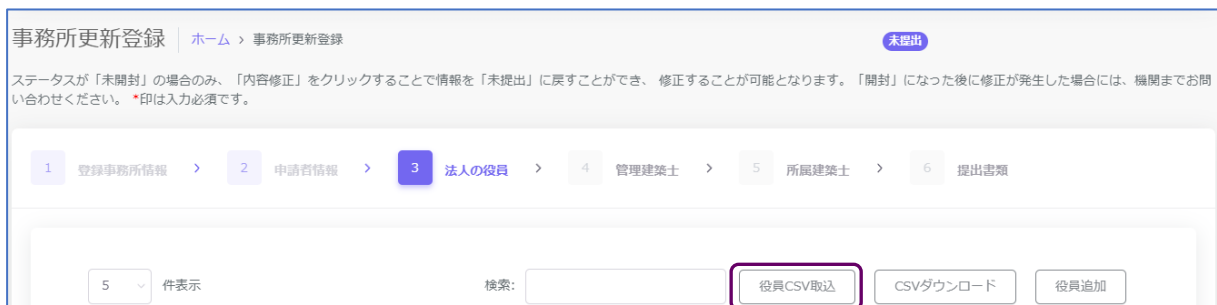 事務所更新登録 ホーム > 事務所更新登録 未提出
ステータスが「未開封」の場合のみ、「内容修正」をクリックすることで情報を「未提出」に戻すことができ、 修正することが可能となります。「開封」になった後に修正が発生した場合には、機関までお問
い合わせください。 *印は入力必須です。
1 登録事務所情報 > 2 申請者情報 > 3 法人の役員 > 4 管理建築士 > 5 所属建築士 > 6 提出書類
5 件表示 検索: 役員CSV取込 CSVダウンロード 役員追加